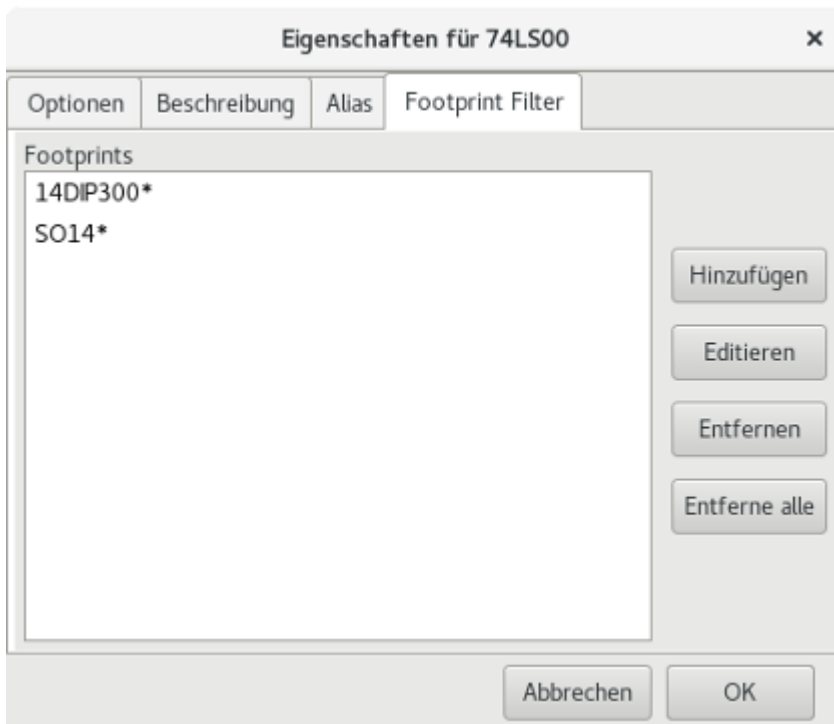 Eigenschaften für 74LS00
Optionen Beschreibung Alias Footprint Filter
Footprints
14DIP300*
SO14*
Hinzufügen
Editieren
Entfernen
Entferne alle
Abbrechen OK